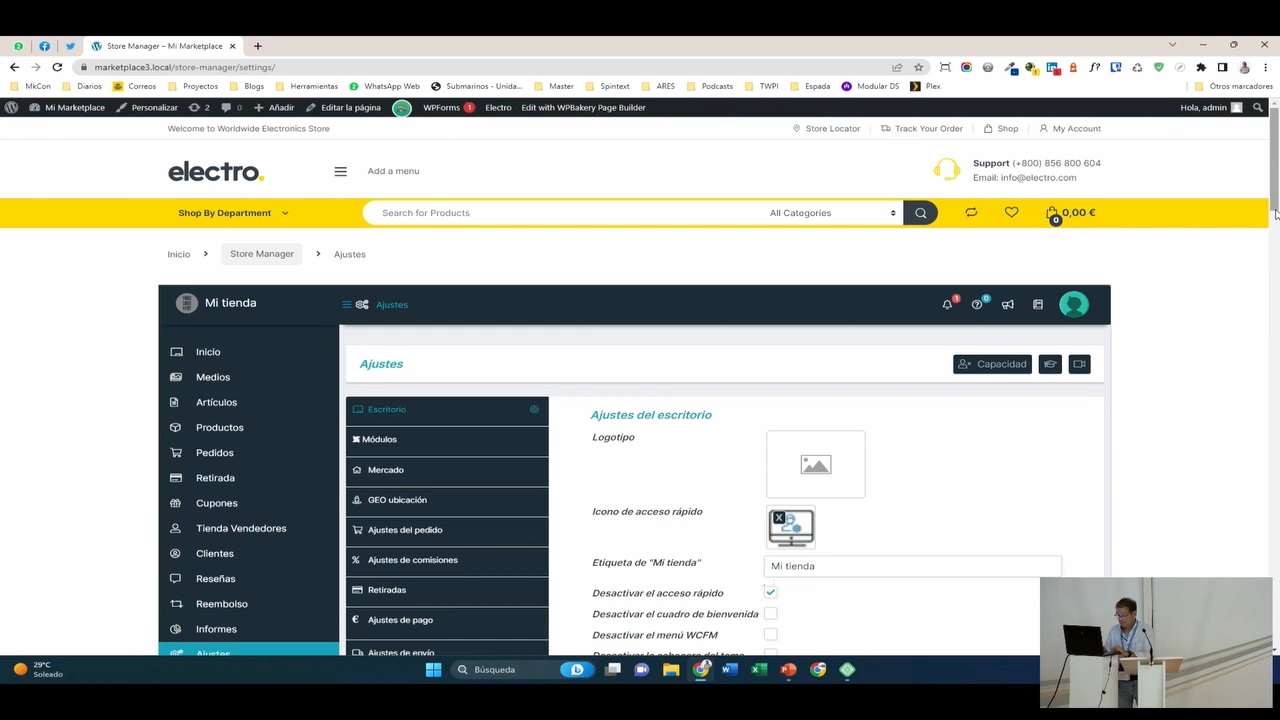 Store Manager – Mi Marketplace
marketplace3.local/store-manager/settings/
MkCon Diarios Correos Proyectos Blogs Herramientas WhatsApp Web Submarinos - Unida... Master Spintext ARES Podcasts TWPI Espada Modular DS Plex Otros marcadores
Mi Marketplace Personalizar 2 0 Añadir Editar la página WPForms 1 Electro Edit with WPBakery Page Builder Hola, admin
Welcome to Worldwide Electronics Store Store Locator Track Your Order Shop My Account
electro. Add a menu Support (+800) 856 800 604
Email: info@electro.com
Shop By Department Search for Products All Categories 0 0,00 €
Inicio Store Manager Ajustes
Mi tienda Ajustes 1 0
Inicio
Medios
Artículos
Productos
Pedidos
Retirada
Cupones
Tienda Vendedores
Clientes
Reseñas
Reembolso
Informes
Ajustes
Ajustes Capacidad
Escritorio
Módulos
Mercado
GEO ubicación
Ajustes del pedido
Ajustes de comisiones
Retiradas
Ajustes de pago
Ajustes de envío
Ajustes del escritorio
Logotipo
Icono de acceso rápido
Etiqueta de "Mi tienda" Mi tienda
Desactivar el acceso rápido
Desactivar el cuadro de bienvenida
Desactivar el menú WCFM
Desactivar la cabecera del tema
29°C
Soleado
Búsqueda